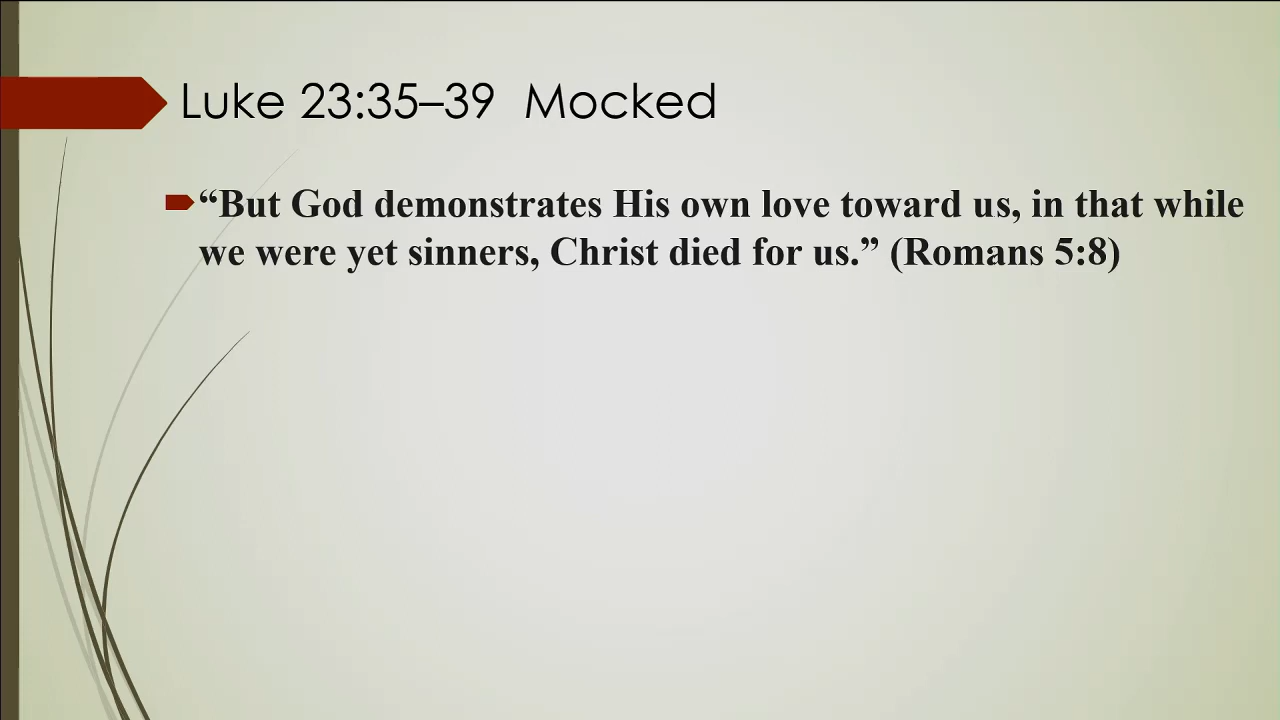 Luke 23:35–39  Mocked
“But God demonstrates His own love toward us, in that while
we were yet sinners, Christ died for us.” (Romans 5:8)